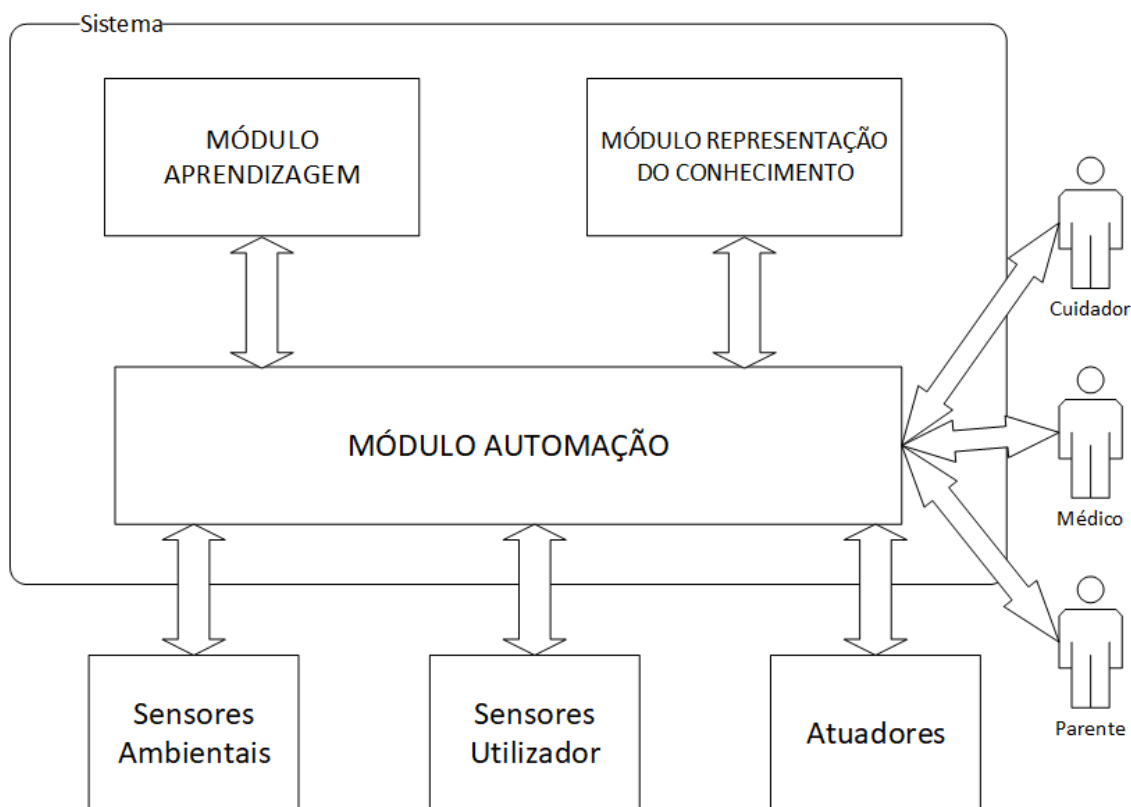 Sistema
MÓDULO
APRENDIZAGEM
MÓDULO REPRESENTAÇÃO
DO CONHECIMENTO
Cuidador
MÓDULO AUTOMAÇÃO
Médico
Sensores
Ambientais
Sensores
Utilizador
Atuadores
Parente